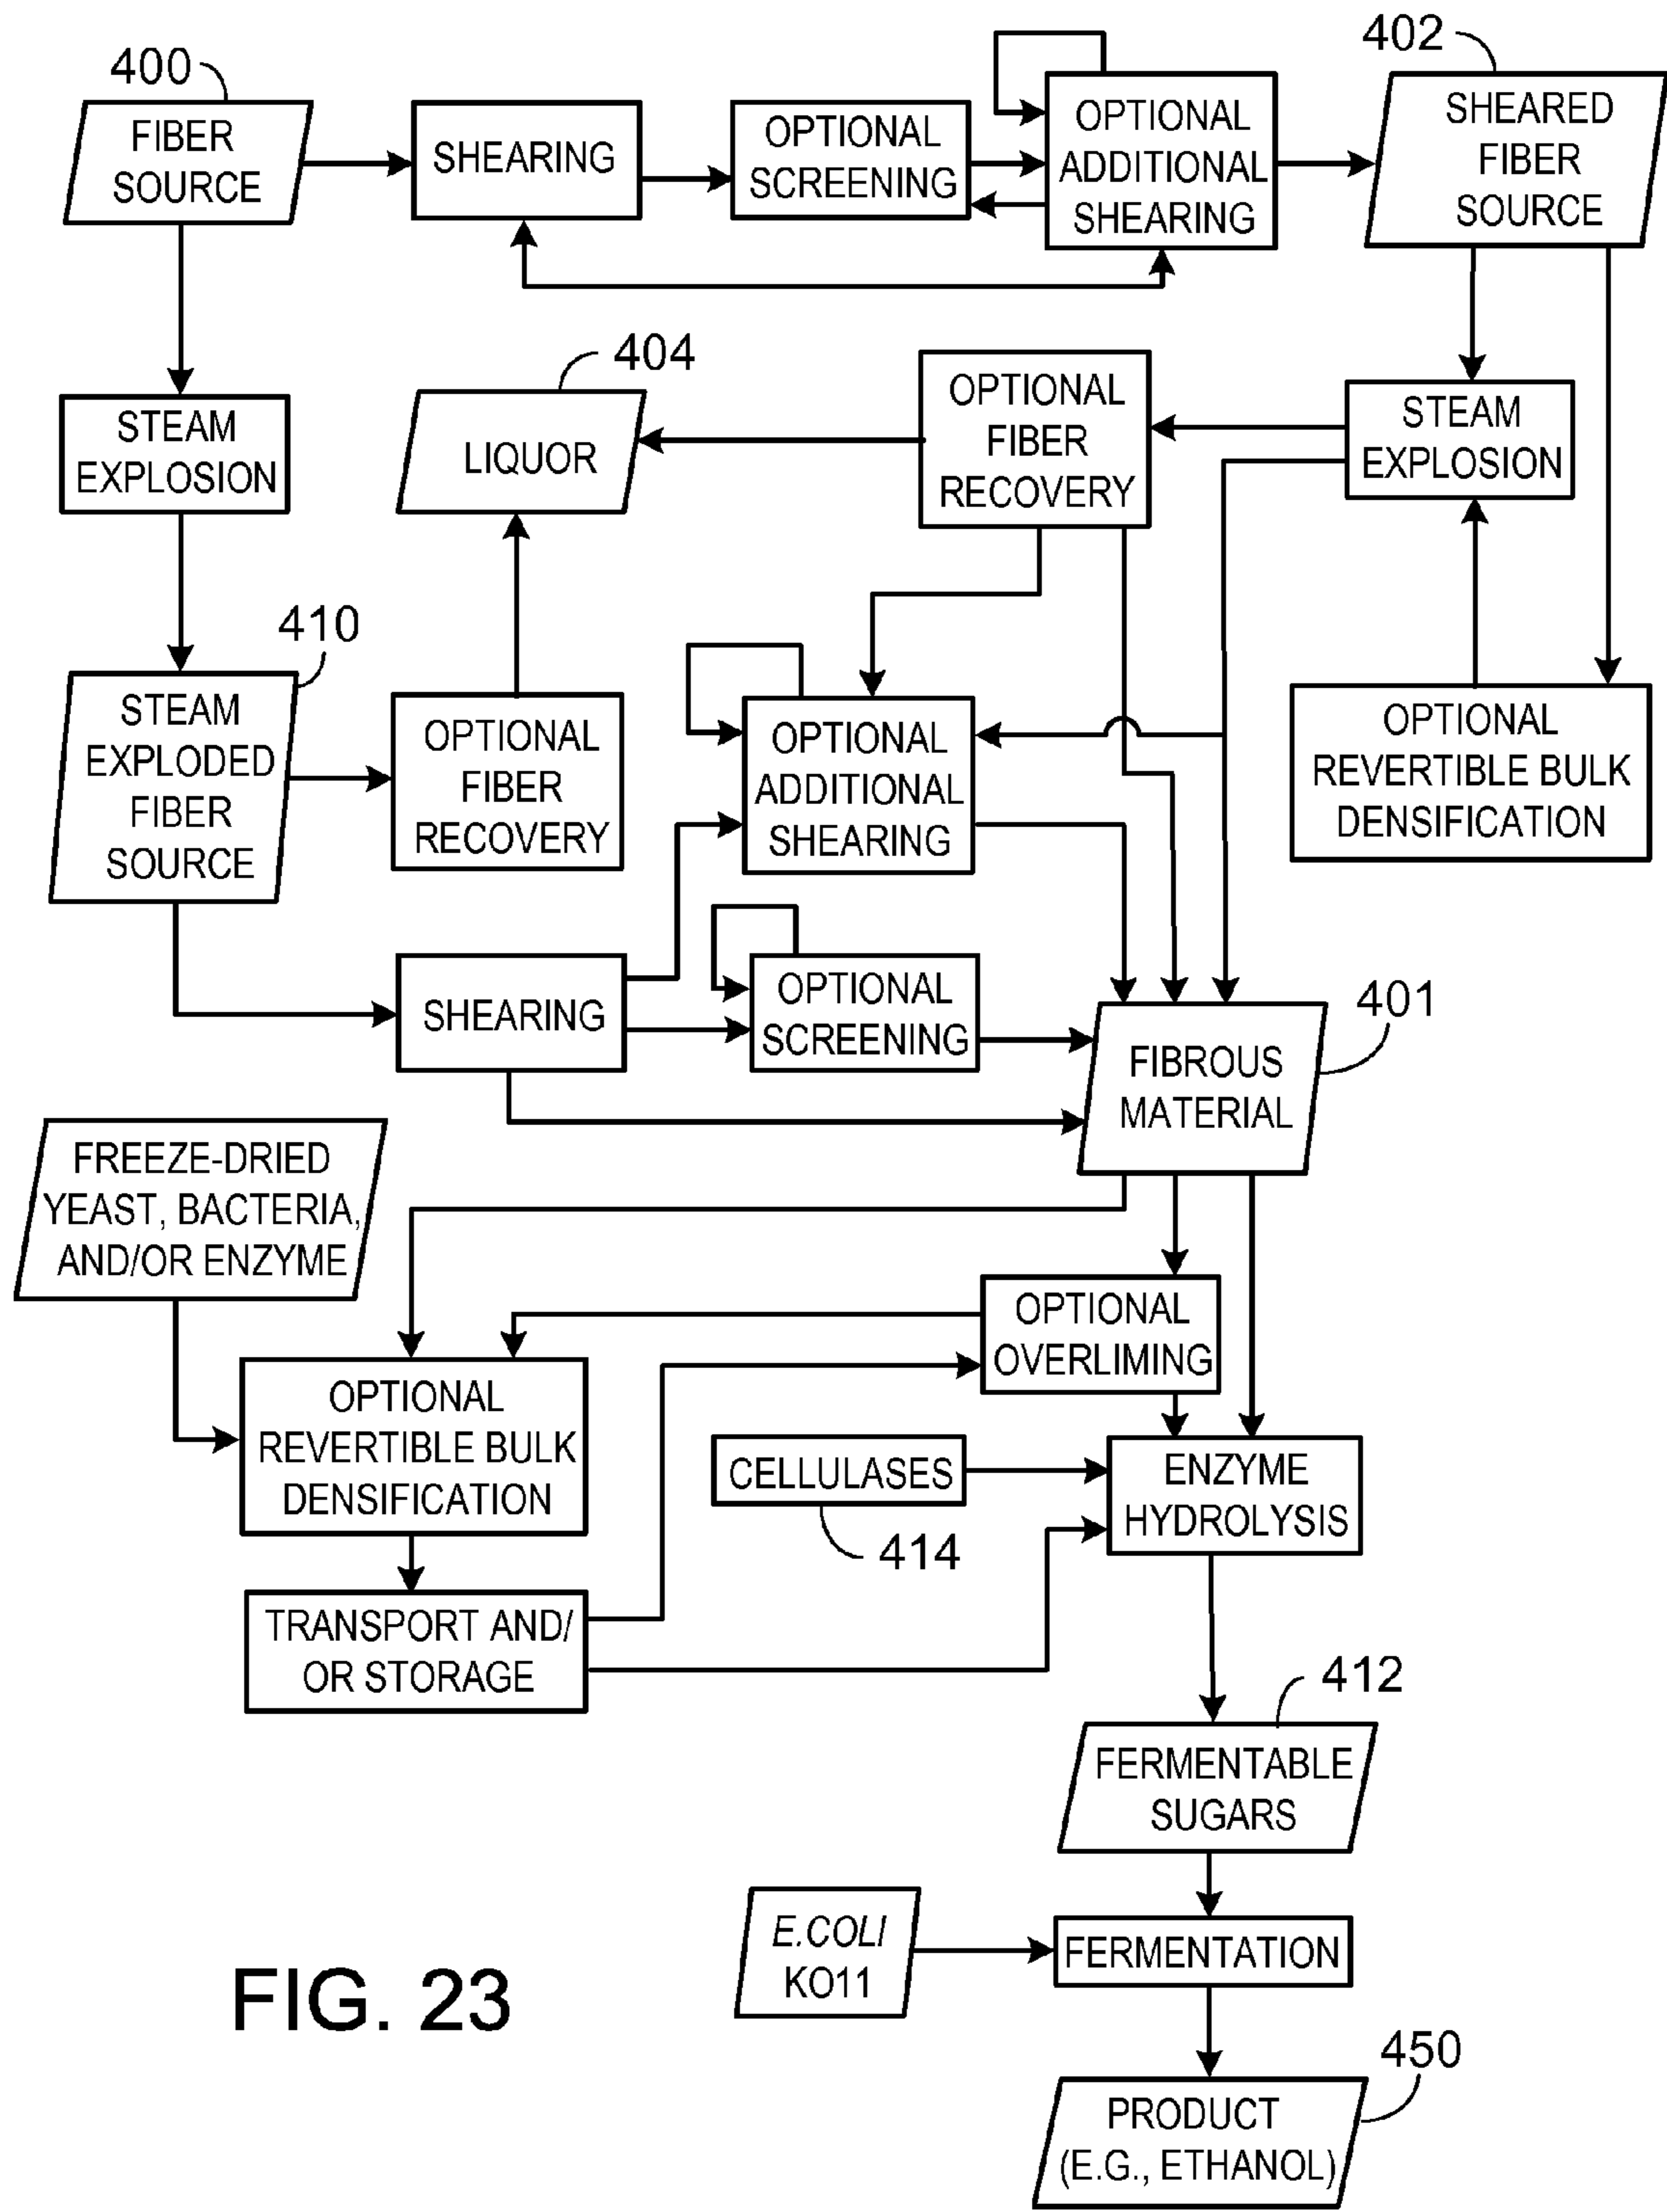 400
FIBER
SOURCE
SHEARING
OPTIONAL
SCREENING
OPTIONAL
ADDITIONAL
SHEARING
402
SHEARED
FIBER
SOURCE
STEAM
EXPLOSION
404
LIQUOR
OPTIONAL
FIBER
RECOVERY
STEAM
EXPLOSION
410
STEAM
EXPLODED
FIBER
SOURCE
OPTIONAL
FIBER
RECOVERY
OPTIONAL
ADDITIONAL
SHEARING
OPTIONAL
REVERTIBLE BULK
DENSIFICATION
SHEARING
OPTIONAL
SCREENING
401
FIBROUS
MATERIAL
FREEZE-DRIED
YEAST, BACTERIA,
AND/OR ENZYME
OPTIONAL
OVERLIMING
OPTIONAL
REVERTIBLE BULK
DENSIFICATION
CELLULASES
414
ENZYME
HYDROLYSIS
TRANSPORT AND/
OR STORAGE
412
FERMENTABLE
SUGARS
E.COLI
KO11
FERMENTATION
FIG. 23
450
PRODUCT
(E.G., ETHANOL)